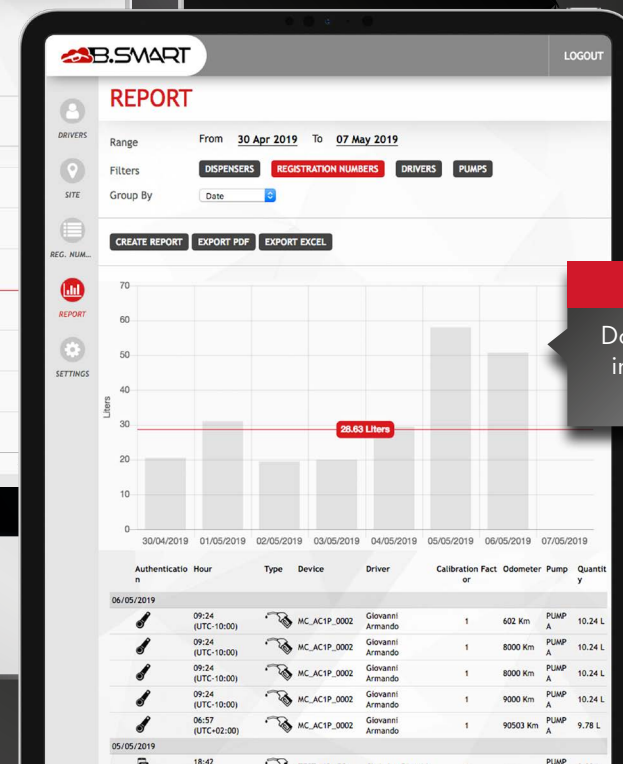 B.SMART
LOGOUT
REPORT
DRIVERS
SITE
REG. NUM...
REPORT
SETTINGS
Range From 30 Apr 2019 To 07 May 2019
Filters DISPENSERS REGISTRATION NUMBERS DRIVERS PUMPS
Group By Date
CREATE REPORT EXPORT PDF EXPORT EXCEL
Liters
70
60
50
40
30
20
10
0
28.63 Liters
30/04/2019 01/05/2019 02/05/2019 03/05/2019 04/05/2019 05/05/2019 06/05/2019 07/05/2019
Authenticatio Hour Type Device Driver Calibration Fact Odometer Pump Quantit
n or y
06/05/2019
09:24 (UTC-10:00) MC_AC1P_0002 Giovanni Armando 1 602 Km PUMP A 10.24 L
09:24 (UTC-10:00) MC_AC1P_0002 Giovanni Armando 1 8000 Km PUMP A 10.24 L
09:24 (UTC-10:00) MC_AC1P_0002 Giovanni Armando 1 8000 Km PUMP A 10.24 L
09:24 (UTC-10:00) MC_AC1P_0002 Giovanni Armando 1 9000 Km PUMP A 10.24 L
06:57 (UTC+02:00) MC_AC1P_0002 Giovanni Armando 1 90503 Km PUMP A 9.78 L
05/05/2019
18:42 PUMP